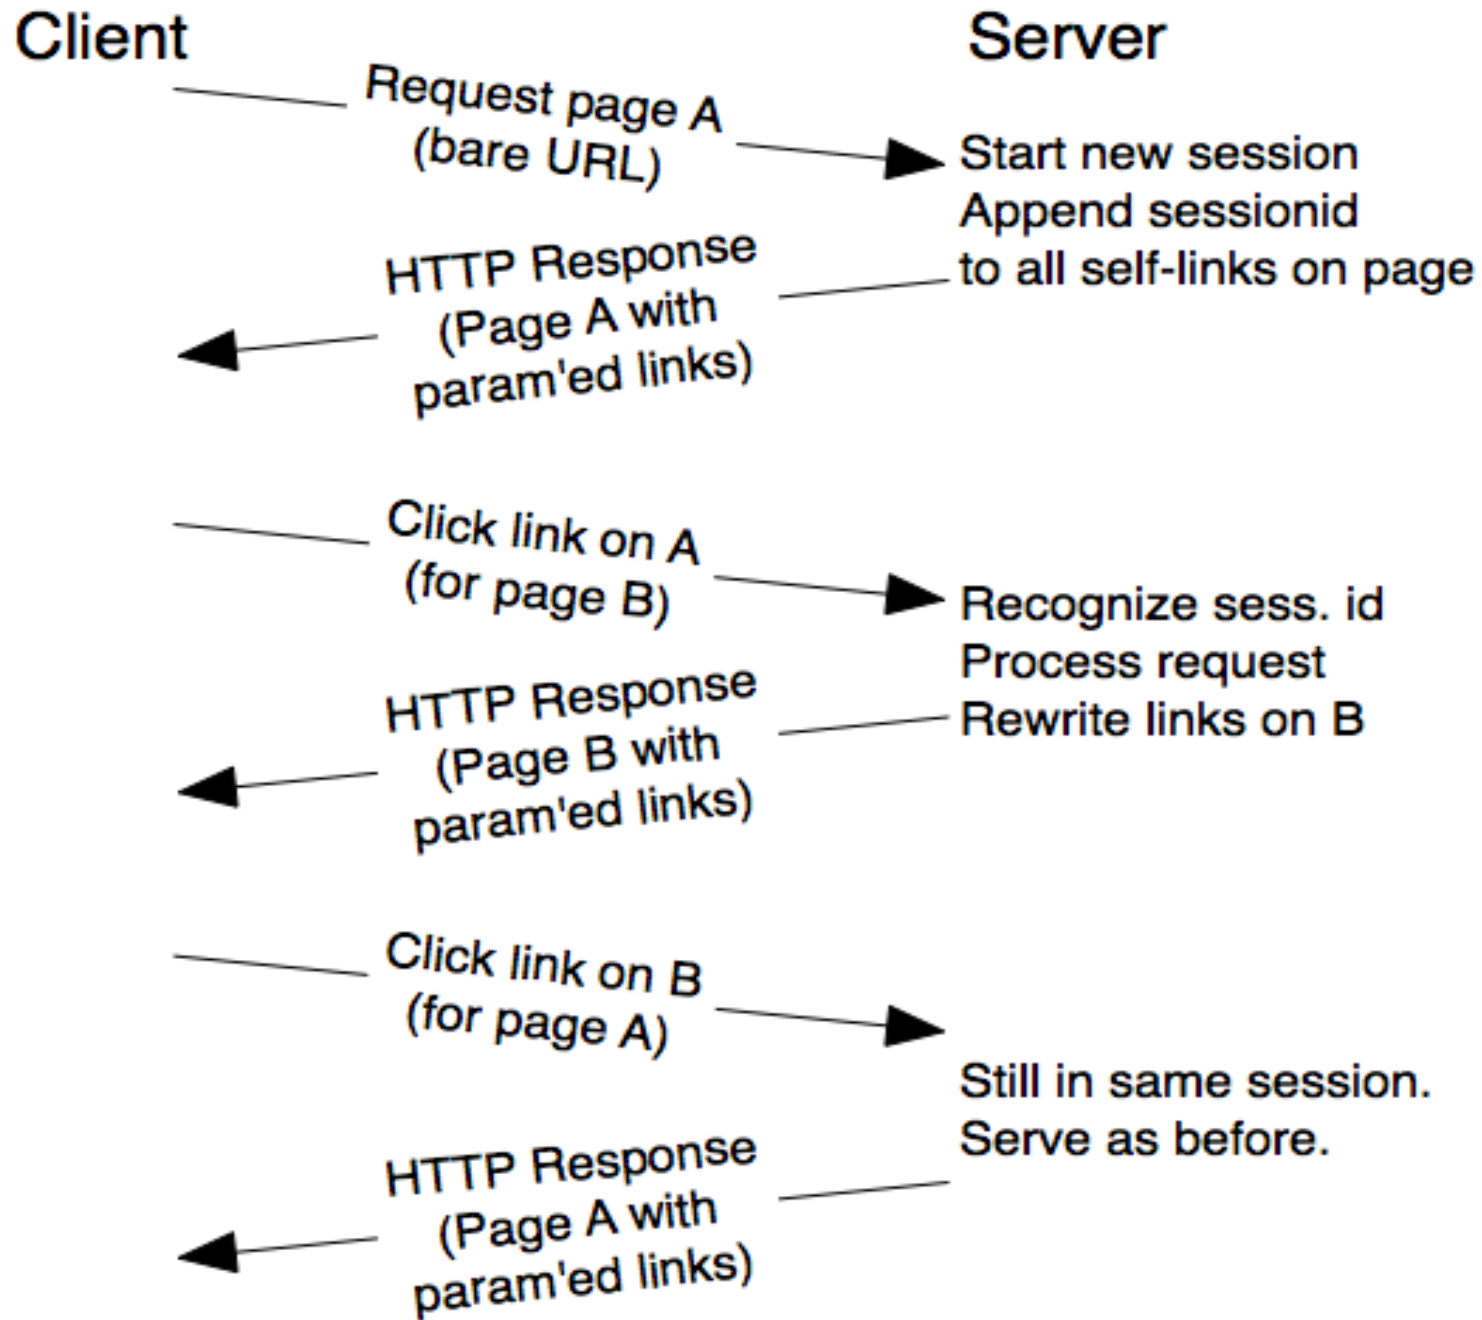 Client
Server
Request page A
(bare URL)
Start new session
Append sessionid
to all self-links on page
HTTP Response
(Page A with
param'ed links)
Click link on A
(for page B)
Recognize sess. id
Process request
Rewrite links on B
HTTP Response
(Page B with
param'ed links)
Click link on B
(for page A)
Still in same session.
Serve as before.
HTTP Response
(Page A with
param'ed links)